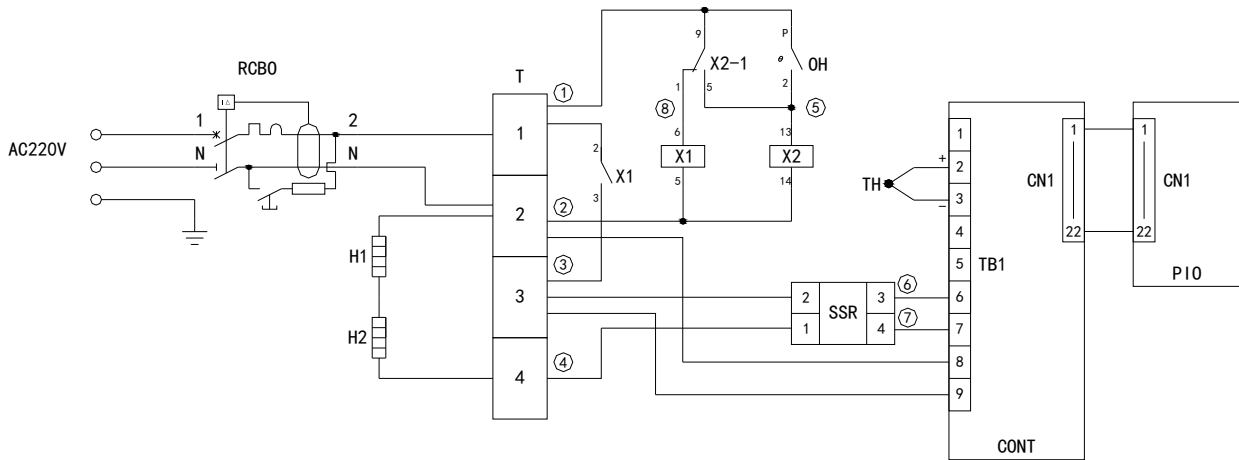 RCBO
I△
1
2
AC220V
N
N
T
1
2
3
4
①
②
③
④
2
X1
3
H1
H2
9
X2-1
1
5
⑧
P
θ
OH
2
⑤
6
X1
5
13
X2
14
TH
+
−
2
1
SSR
3
4
⑥
⑦
1
2
3
4
5
6
7
8
9
TB1
CONT
1
CN1
22
1
CN1
22
PIO